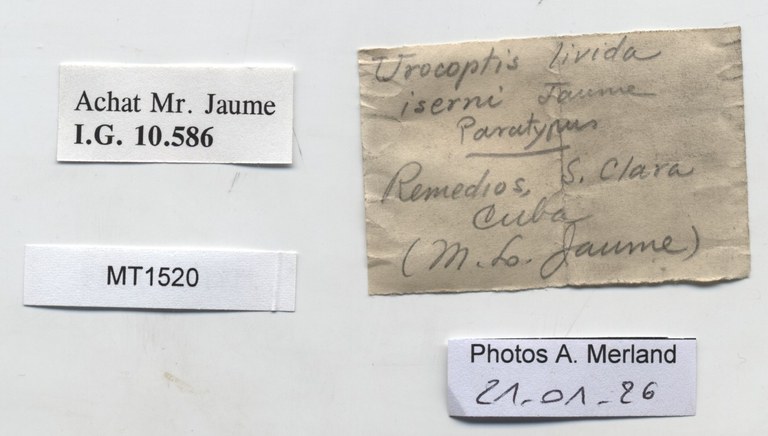 Achat Mr. Jaume
I.G. 10.586
MT1520
Urocoptis livida
iserni Jaume
Paratypus
Remedios, S. Clara
Cuba
(M. L. Jaume)
Photos A. Merland
21-01-26